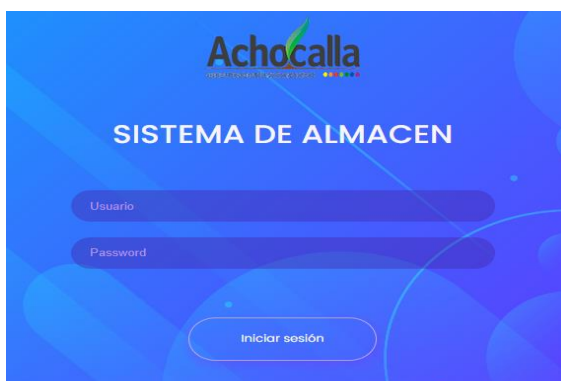 Achocalla
SISTEMA DE ALMACEN
Usuario
Password
Iniciar sesión